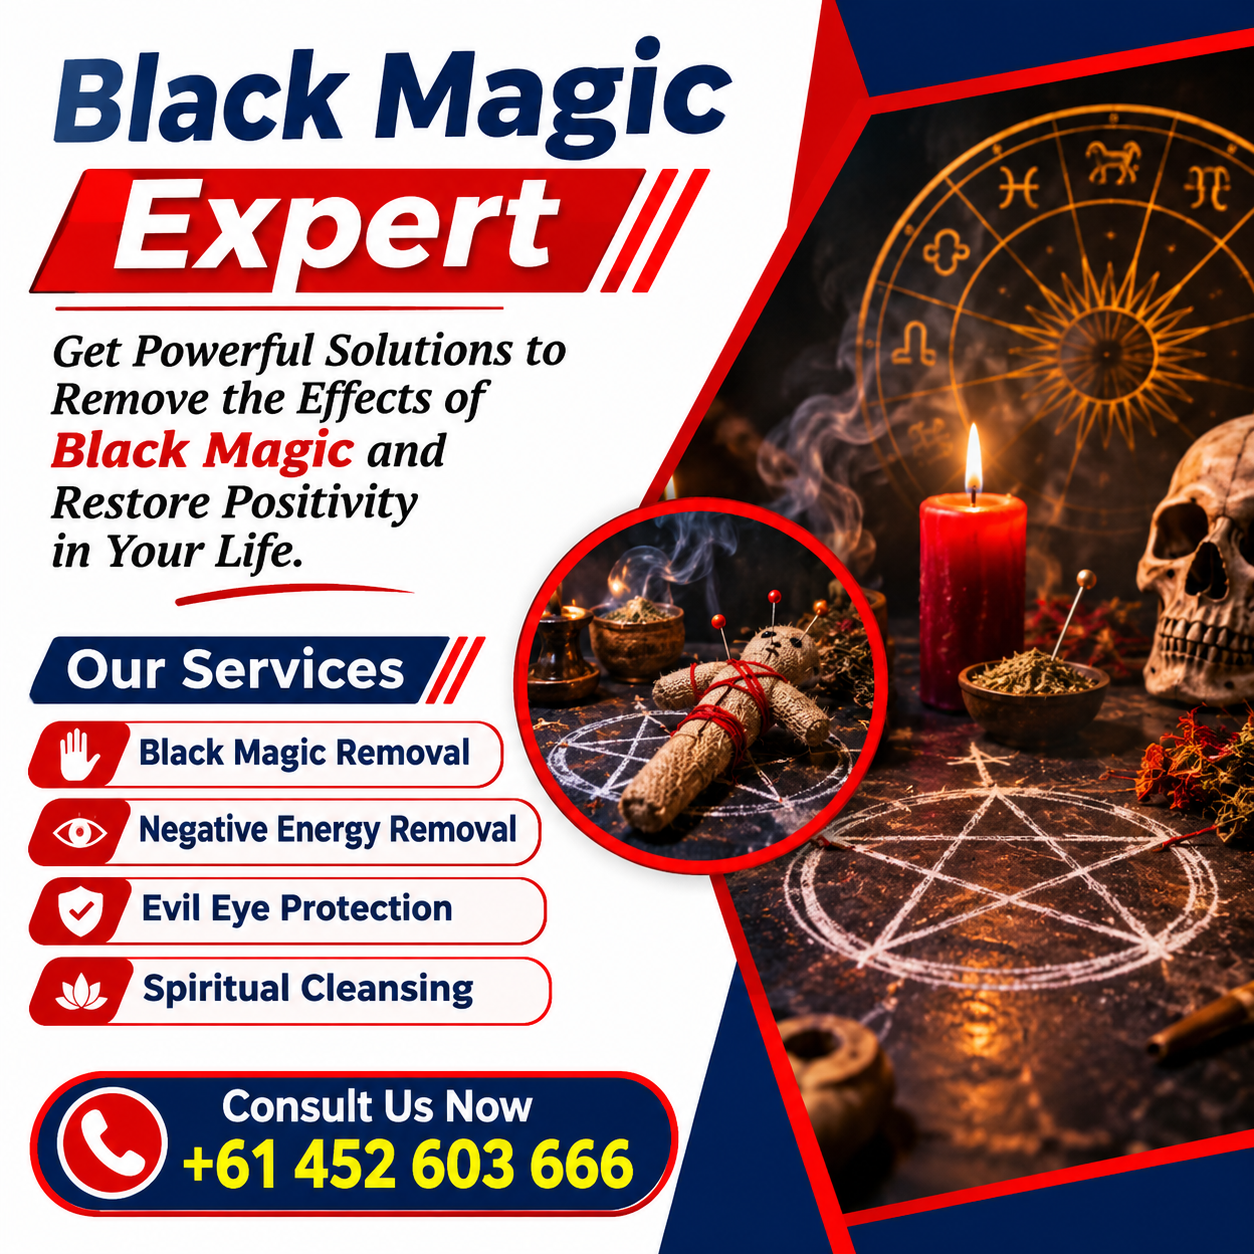 Black Magic
Expert
Get Powerful Solutions to
Remove the Effects of
Black Magic and
Restore Positivity
in Your Life.
Our Services
Black Magic Removal
Negative Energy Removal
Evil Eye Protection
Spiritual Cleansing
Consult Us Now
+61 452 603 666